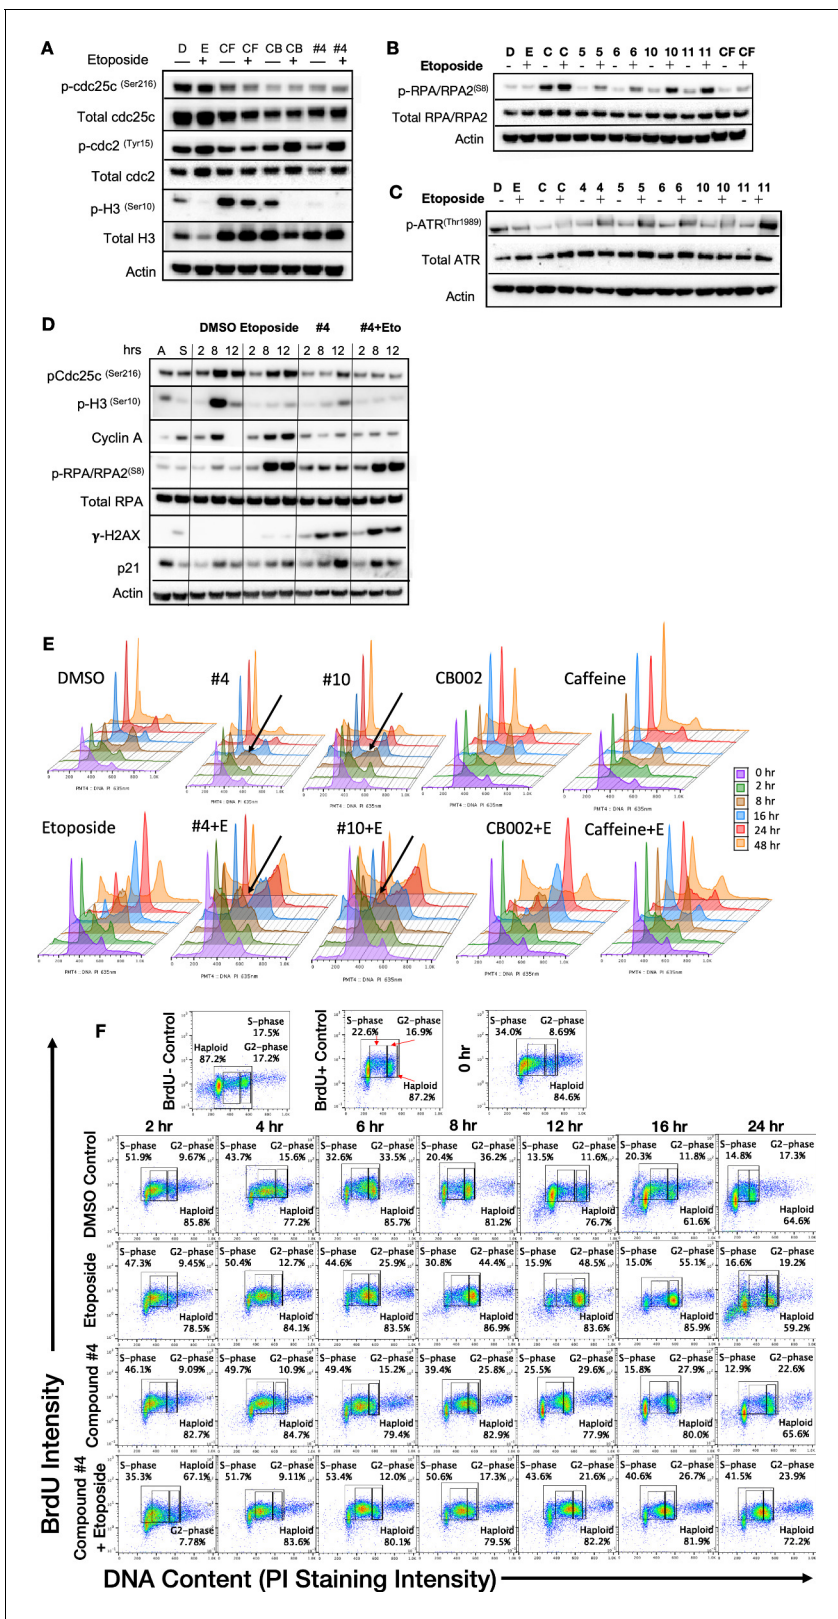 A
D E CF CF CB CB #4 #4
Etoposide — + — + — + — +
p-cdc25c (Ser216)
Total cdc25c
p-cdc2 (Tyr15)
Total cdc2
p-H3 (Ser10)
Total H3
Actin
B
D E C C 5 5 6 6 10 10 11 11 CF CF
Etoposide - + - + - + - + - + - + - +
p-RPA/RPA2(S8)
Total RPA/RPA2
Actin
C
D E C C 4 4 5 5 6 6 10 10 11 11
Etoposide - + - + - + - + - + - + - +
p-ATR(Thr1989)
Total ATR
Actin
D
DMSO Etoposide #4 #4+Eto
hrs A S 2 8 12 2 8 12 2 8 12 2 8 12
pCdc25c (Ser216)
p-H3 (Ser10)
Cyclin A
p-RPA/RPA2(S8)
Total RPA
γ-H2AX
p21
Actin
E
DMSO #4 #10 CB002 Caffeine
PMT4 :: DNA PI 635nm
Etoposide #4+E #10+E CB002+E Caffeine+E
PMT4 :: DNA PI 635nm
0 hr
2 hr
8 hr
16 hr
24 hr
48 hr
F
BrdU- Control
S-phase
17.5%
Haploid
87.2%
G2-phase
17.2%
BrdU+ Control
S-phase G2-phase
22.6% 16.9%
Haploid
87.2%
0 hr
S-phase G2-phase
34.0% 8.69%
Haploid
84.6%
2 hr 4 hr 6 hr 8 hr 12 hr 16 hr 24 hr
DMSO Control
S-phase G2-phase S-phase G2-phase S-phase G2-phase S-phase G2-phase S-phase G2-phase S-phase G2-phase S-phase G2-phase
51.9% 9.67% 43.7% 15.6% 32.6% 33.5% 20.4% 36.2% 13.5% 11.6% 20.3% 11.8% 14.8% 17.3%
Haploid Haploid Haploid Haploid Haploid Haploid Haploid
85.8% 77.2% 85.7% 81.2% 76.7% 61.6% 64.6%
Etoposide
S-phase G2-phase S-phase G2-phase S-phase G2-phase S-phase G2-phase S-phase G2-phase S-phase G2-phase S-phase G2-phase
47.3% 9.45% 50.4% 12.7% 44.6% 25.9% 30.8% 44.4% 15.9% 48.5% 15.0% 55.1% 16.6% 19.2%
Haploid Haploid Haploid Haploid Haploid Haploid Haploid
78.5% 84.1% 83.5% 86.9% 83.6% 85.9% 59.2%
Compound #4
S-phase G2-phase S-phase G2-phase S-phase G2-phase S-phase G2-phase S-phase G2-phase S-phase G2-phase S-phase G2-phase
46.1% 9.09% 49.7% 10.9% 49.4% 15.2% 39.4% 25.8% 25.5% 29.6% 15.8% 27.9% 12.9% 22.6%
Haploid Haploid Haploid Haploid Haploid Haploid Haploid
82.7% 84.7% 79.4% 82.9% 77.9% 80.0% 65.6%
Compound #4
+ Etoposide
S-phase Haploid S-phase G2-phase S-phase G2-phase S-phase G2-phase S-phase G2-phase S-phase G2-phase S-phase G2-phase
35.3% 67.1% 51.7% 9.11% 53.4% 12.0% 50.6% 17.3% 43.6% 21.6% 40.6% 26.7% 41.5% 23.9%
G2-phase Haploid Haploid Haploid Haploid Haploid Haploid
7.78% 83.6% 80.1% 79.5% 82.2% 81.9% 72.2%
BrdU Intensity
DNA Content (PI Staining Intensity)